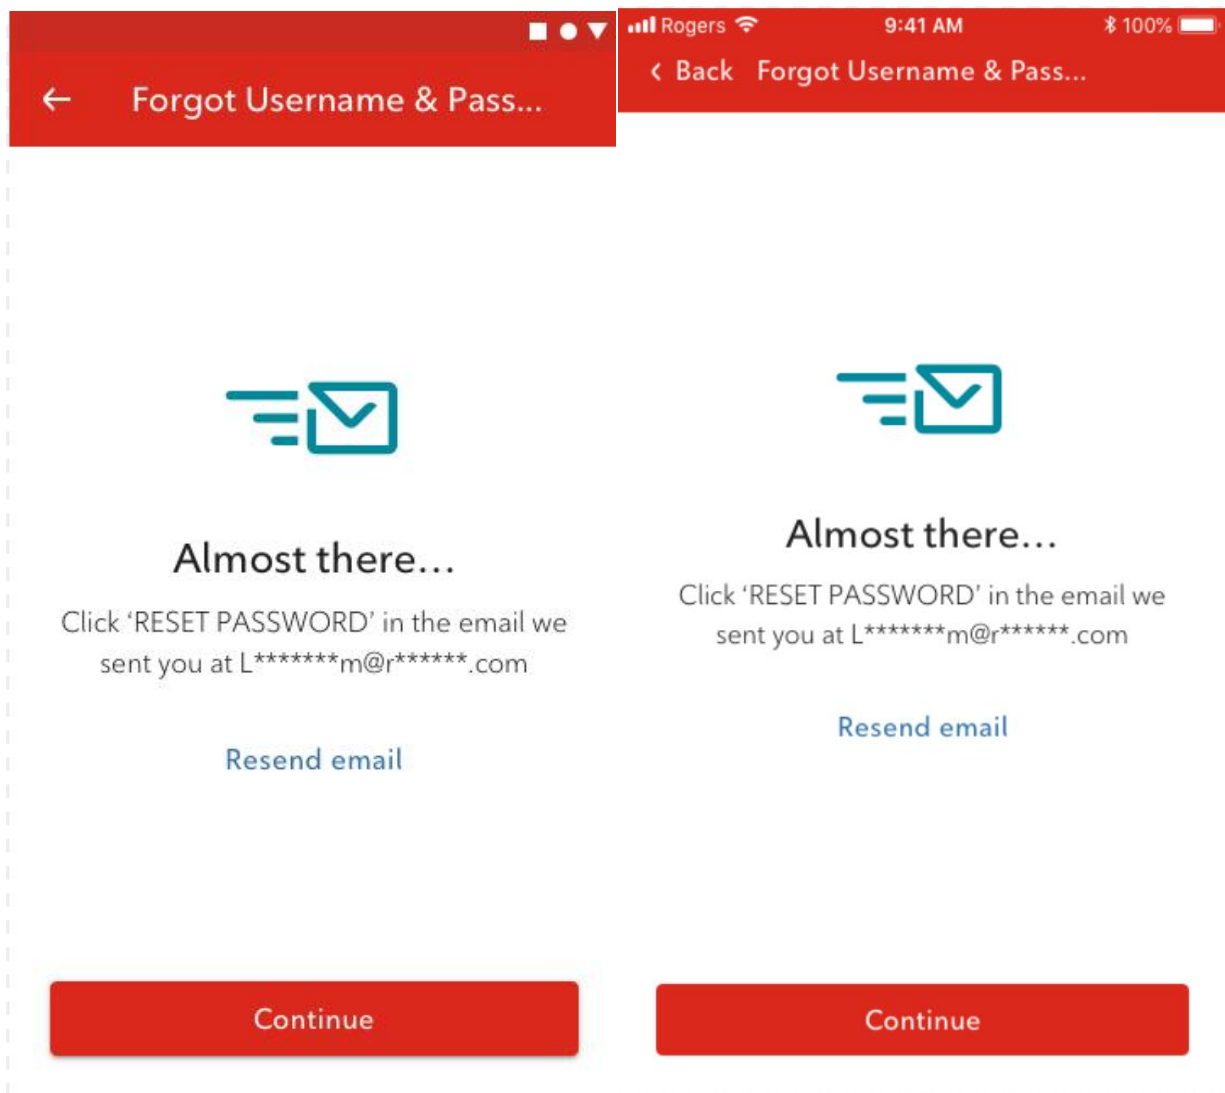 Forgot Username & Pass...
Almost there...
Click ‘RESET PASSWORD’ in the email we
sent you at L*******m@r******.com
Resend email
Continue
Rogers 9:41 AM 100%
Back Forgot Username & Pass...
Almost there...
Click ‘RESET PASSWORD’ in the email we
sent you at L*******m@r******.com
Resend email
Continue